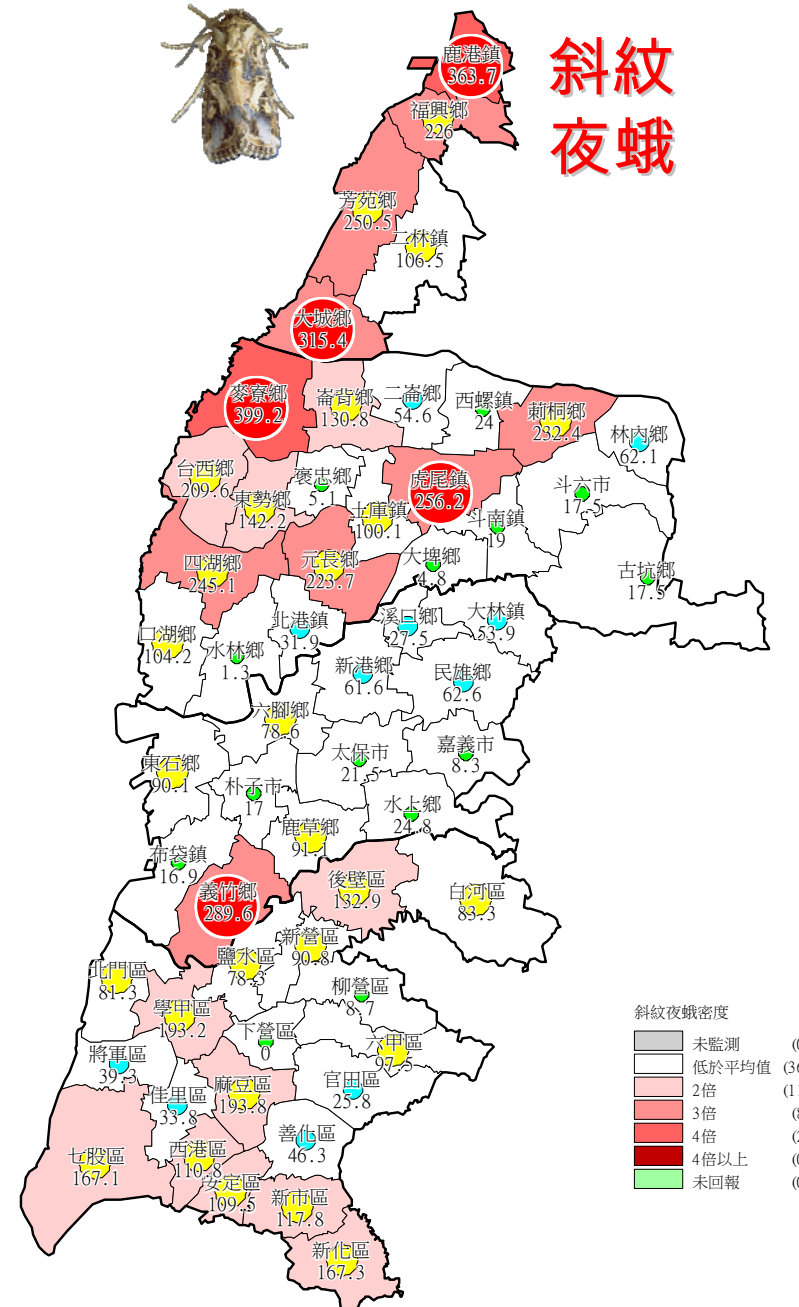 斜紋
夜蛾
鹿港鎮
363.7
福興鄉
226
芳苑鄉
250.5
二林鎮
106.5
大城鄉
315.4
麥寮鄉
399.2
崙背鄉
130.8
二崙鄉
54.6
西螺鎮
24
莿桐鄉
232.4
林內鄉
62.1
台西鄉
209.6
東勢鄉
142.2
褒忠鄉
5.1
土庫鎮
100.1
虎尾鎮
256.2
斗南鎮
19
斗六市
17.5
古坑鄉
17.5
四湖鄉
245.1
元長鄉
223.7
大埤鄉
4.8
口湖鄉
104.2
水林鄉
1.3
北港鎮
31.9
溪口鄉
27.5
大林鎮
53.9
新港鄉
61.6
民雄鄉
62.6
六腳鄉
78.6
東石鄉
90.1
朴子市
17
太保市
21.5
嘉義市
8.3
水上鄉
24.8
鹿草鄉
91.1
布袋鎮
16.9
義竹鄉
289.6
後壁區
132.9
白河區
83.3
北門區
81.3
鹽水區
78.3
新營區
90.8
柳營區
8.7
學甲區
193.2
下營區
0
六甲區
97.5
將軍區
39.3
佳里區
33.8
麻豆區
193.8
官田區
25.8
善化區
46.3
七股區
167.1
西港區
110.8
安定區
109.5
新市區
117.8
新化區
167.3
斜紋夜蛾密度
未監測 (0
低於平均值 (36
2倍 (11
3倍 (8
4倍 (2
4倍以上 (0
未回報 (0